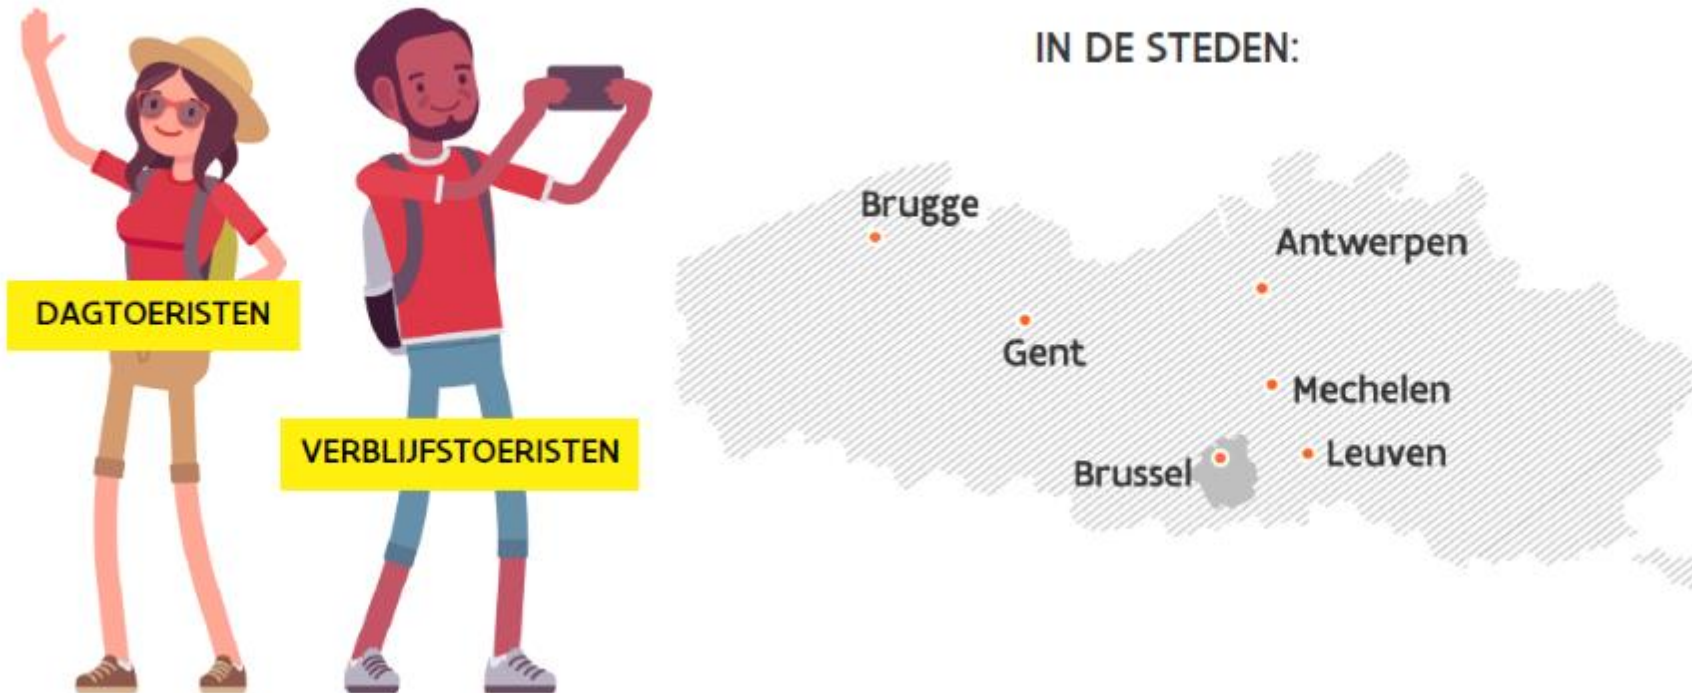 DAGTOERISTEN
VERBLIJFSTOERISTEN
IN DE STEDEN:
Brugge
Antwerpen
Gent
Mechelen
Leuven
Brussel